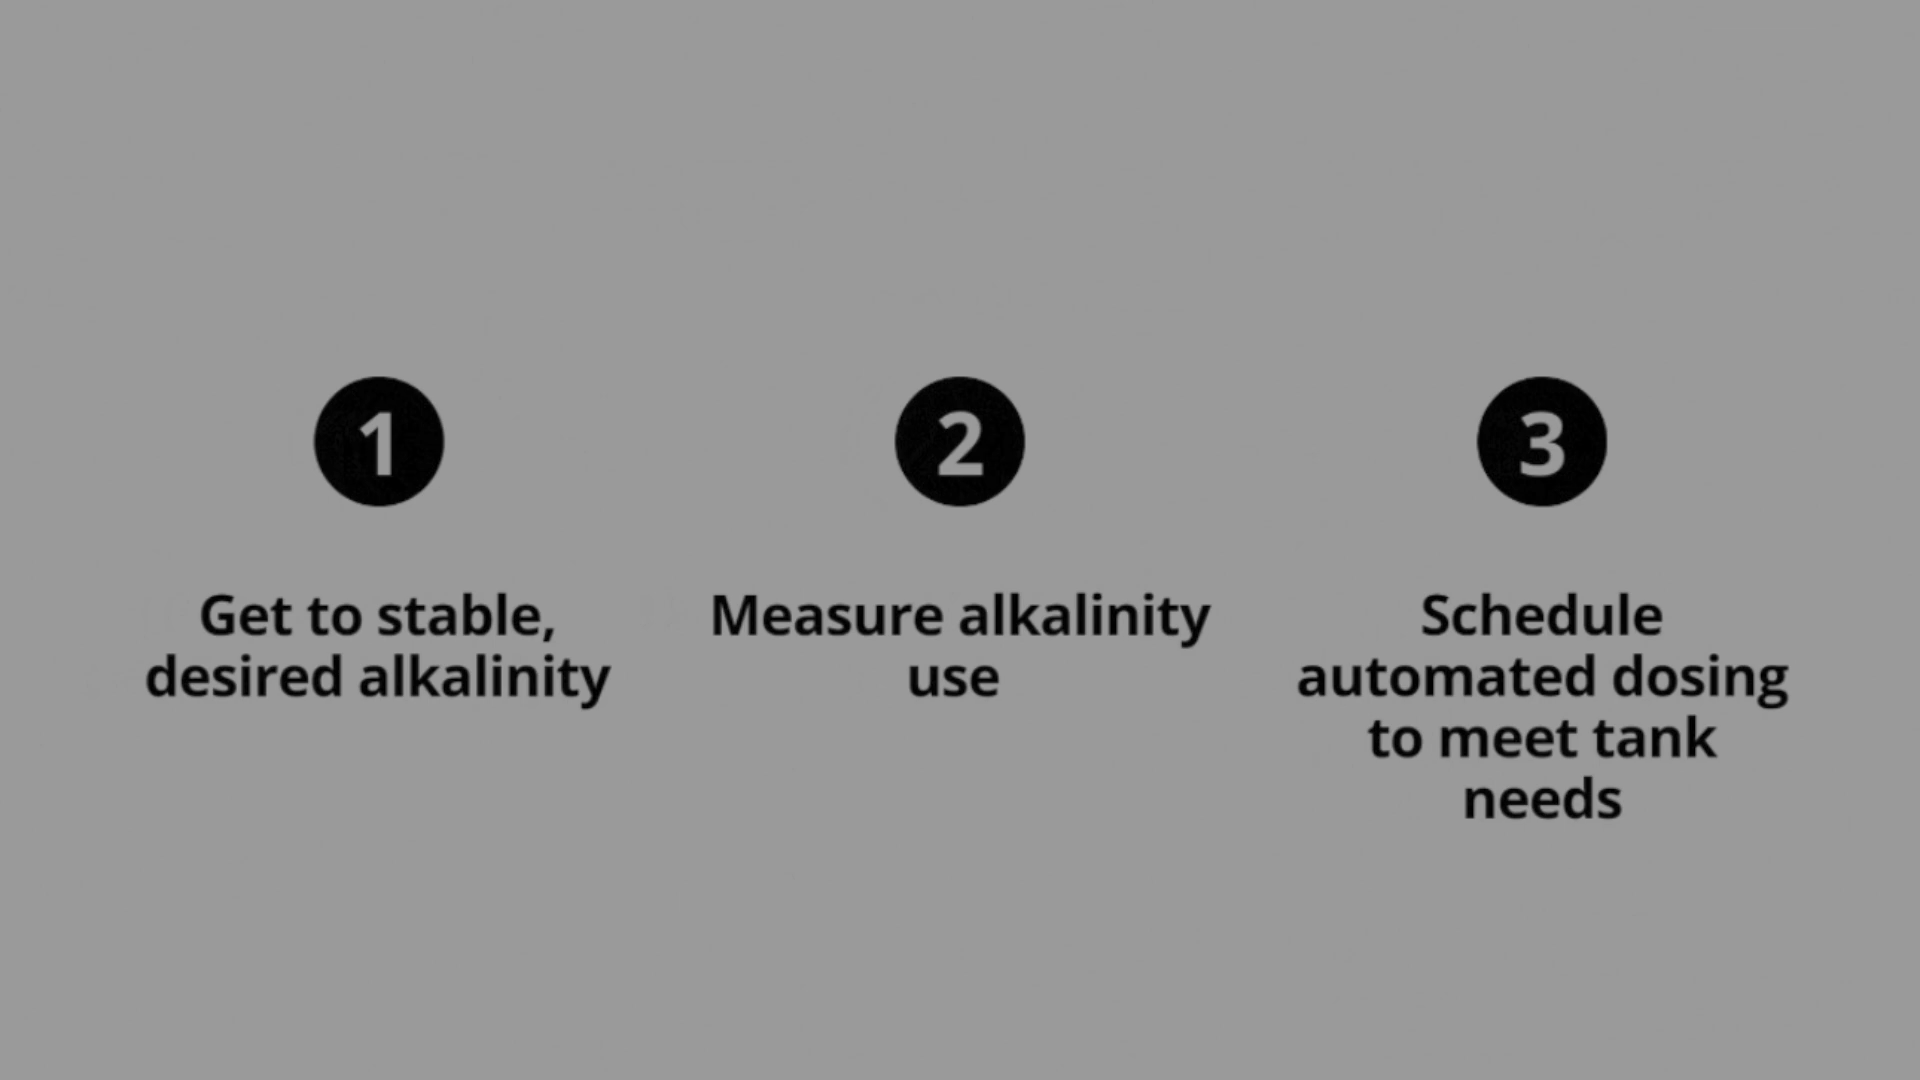 1
Get to stable,
desired alkalinity
2
Measure alkalinity
use
3
Schedule
automated dosing
to meet tank
needs